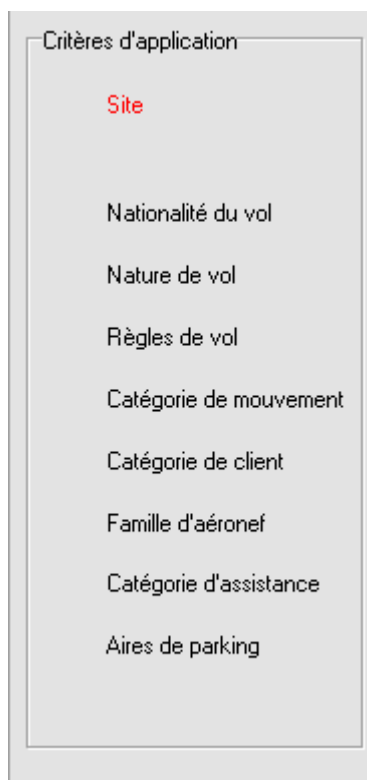 Critères d'application
Site
Nationalité du vol
Nature de vol
Règles de vol
Catégorie de mouvement
Catégorie de client
Famille d'aéronef
Catégorie d'assistance
Aires de parking